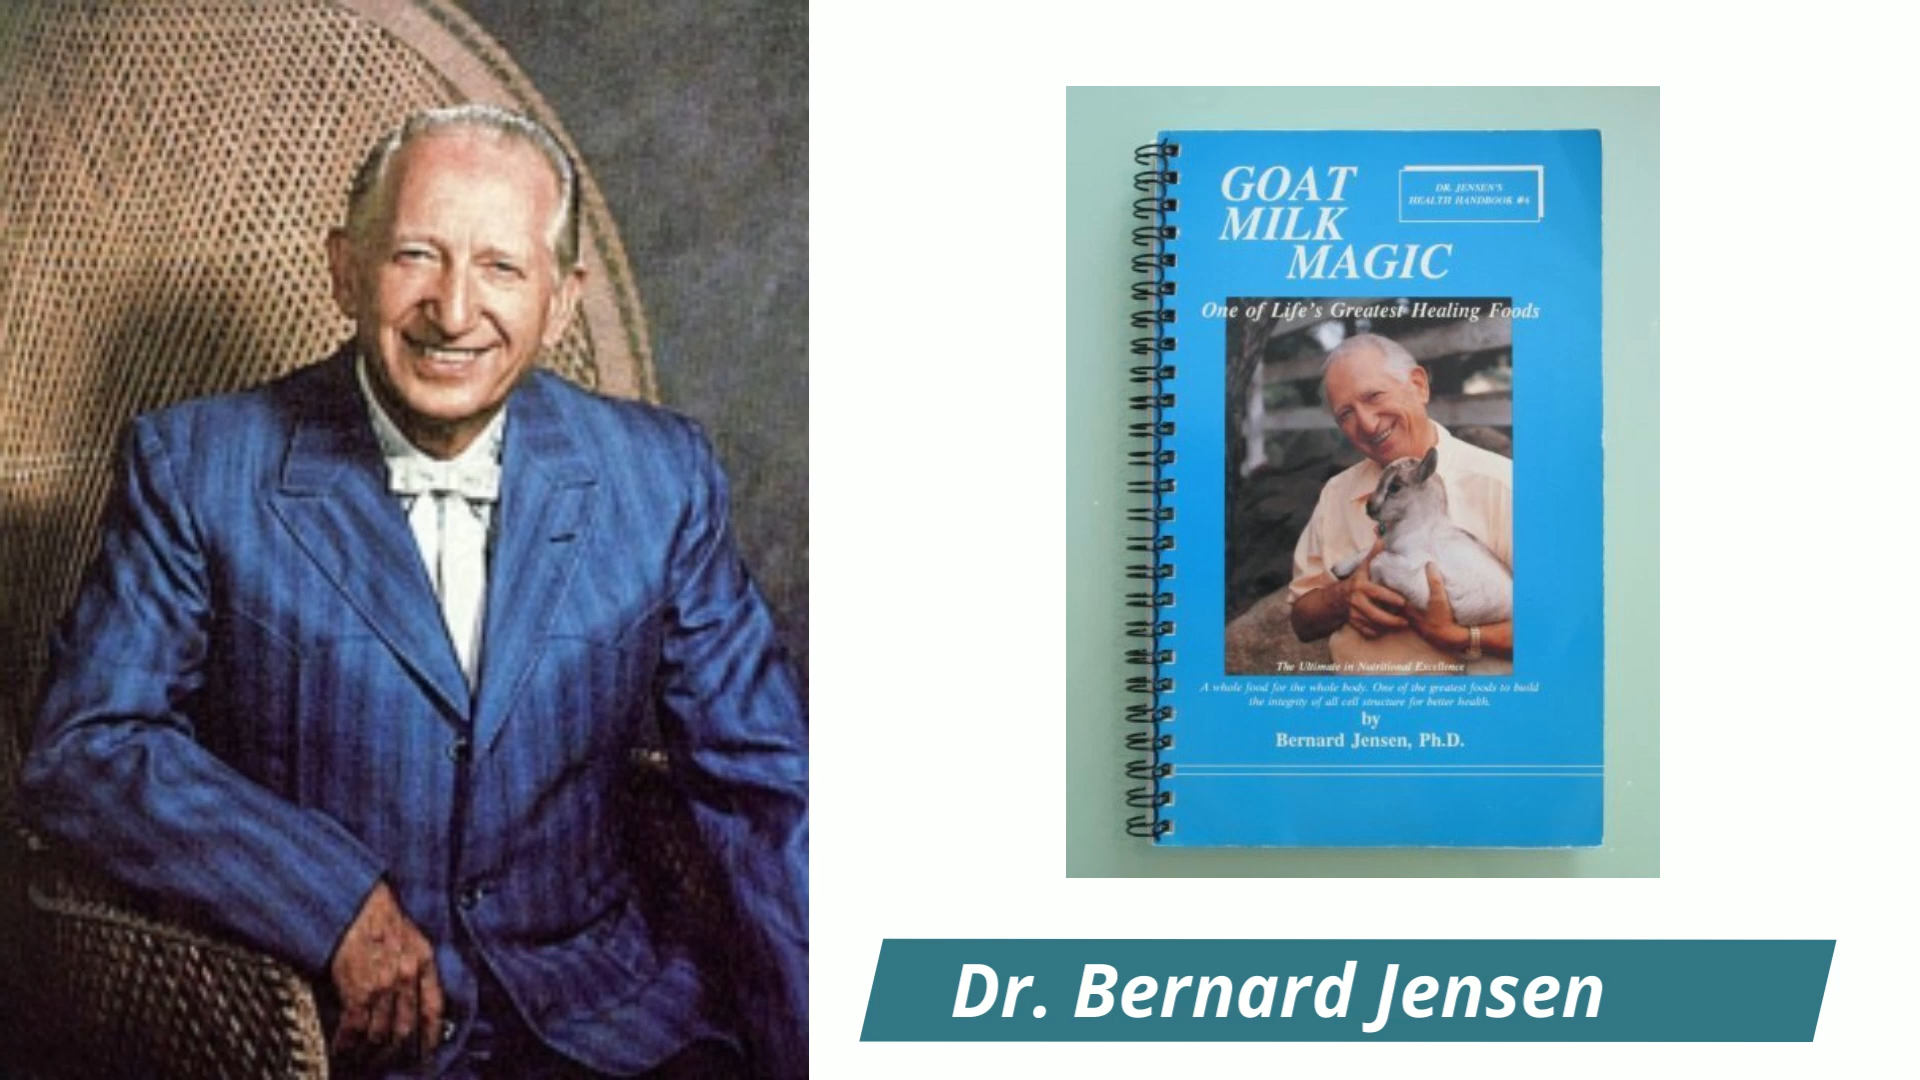 GOAT
MILK
MAGIC
DR. JENSEN'S
HEALTH HANDBOOK #4
One of Life's Greatest Healing Foods
The Ultimate in Nutritional Excellence
A whole food for the whole body. One of the greatest foods to build
the integrity of all cell structure for better health.
by
Bernard Jensen, Ph.D.
Dr. Bernard Jensen